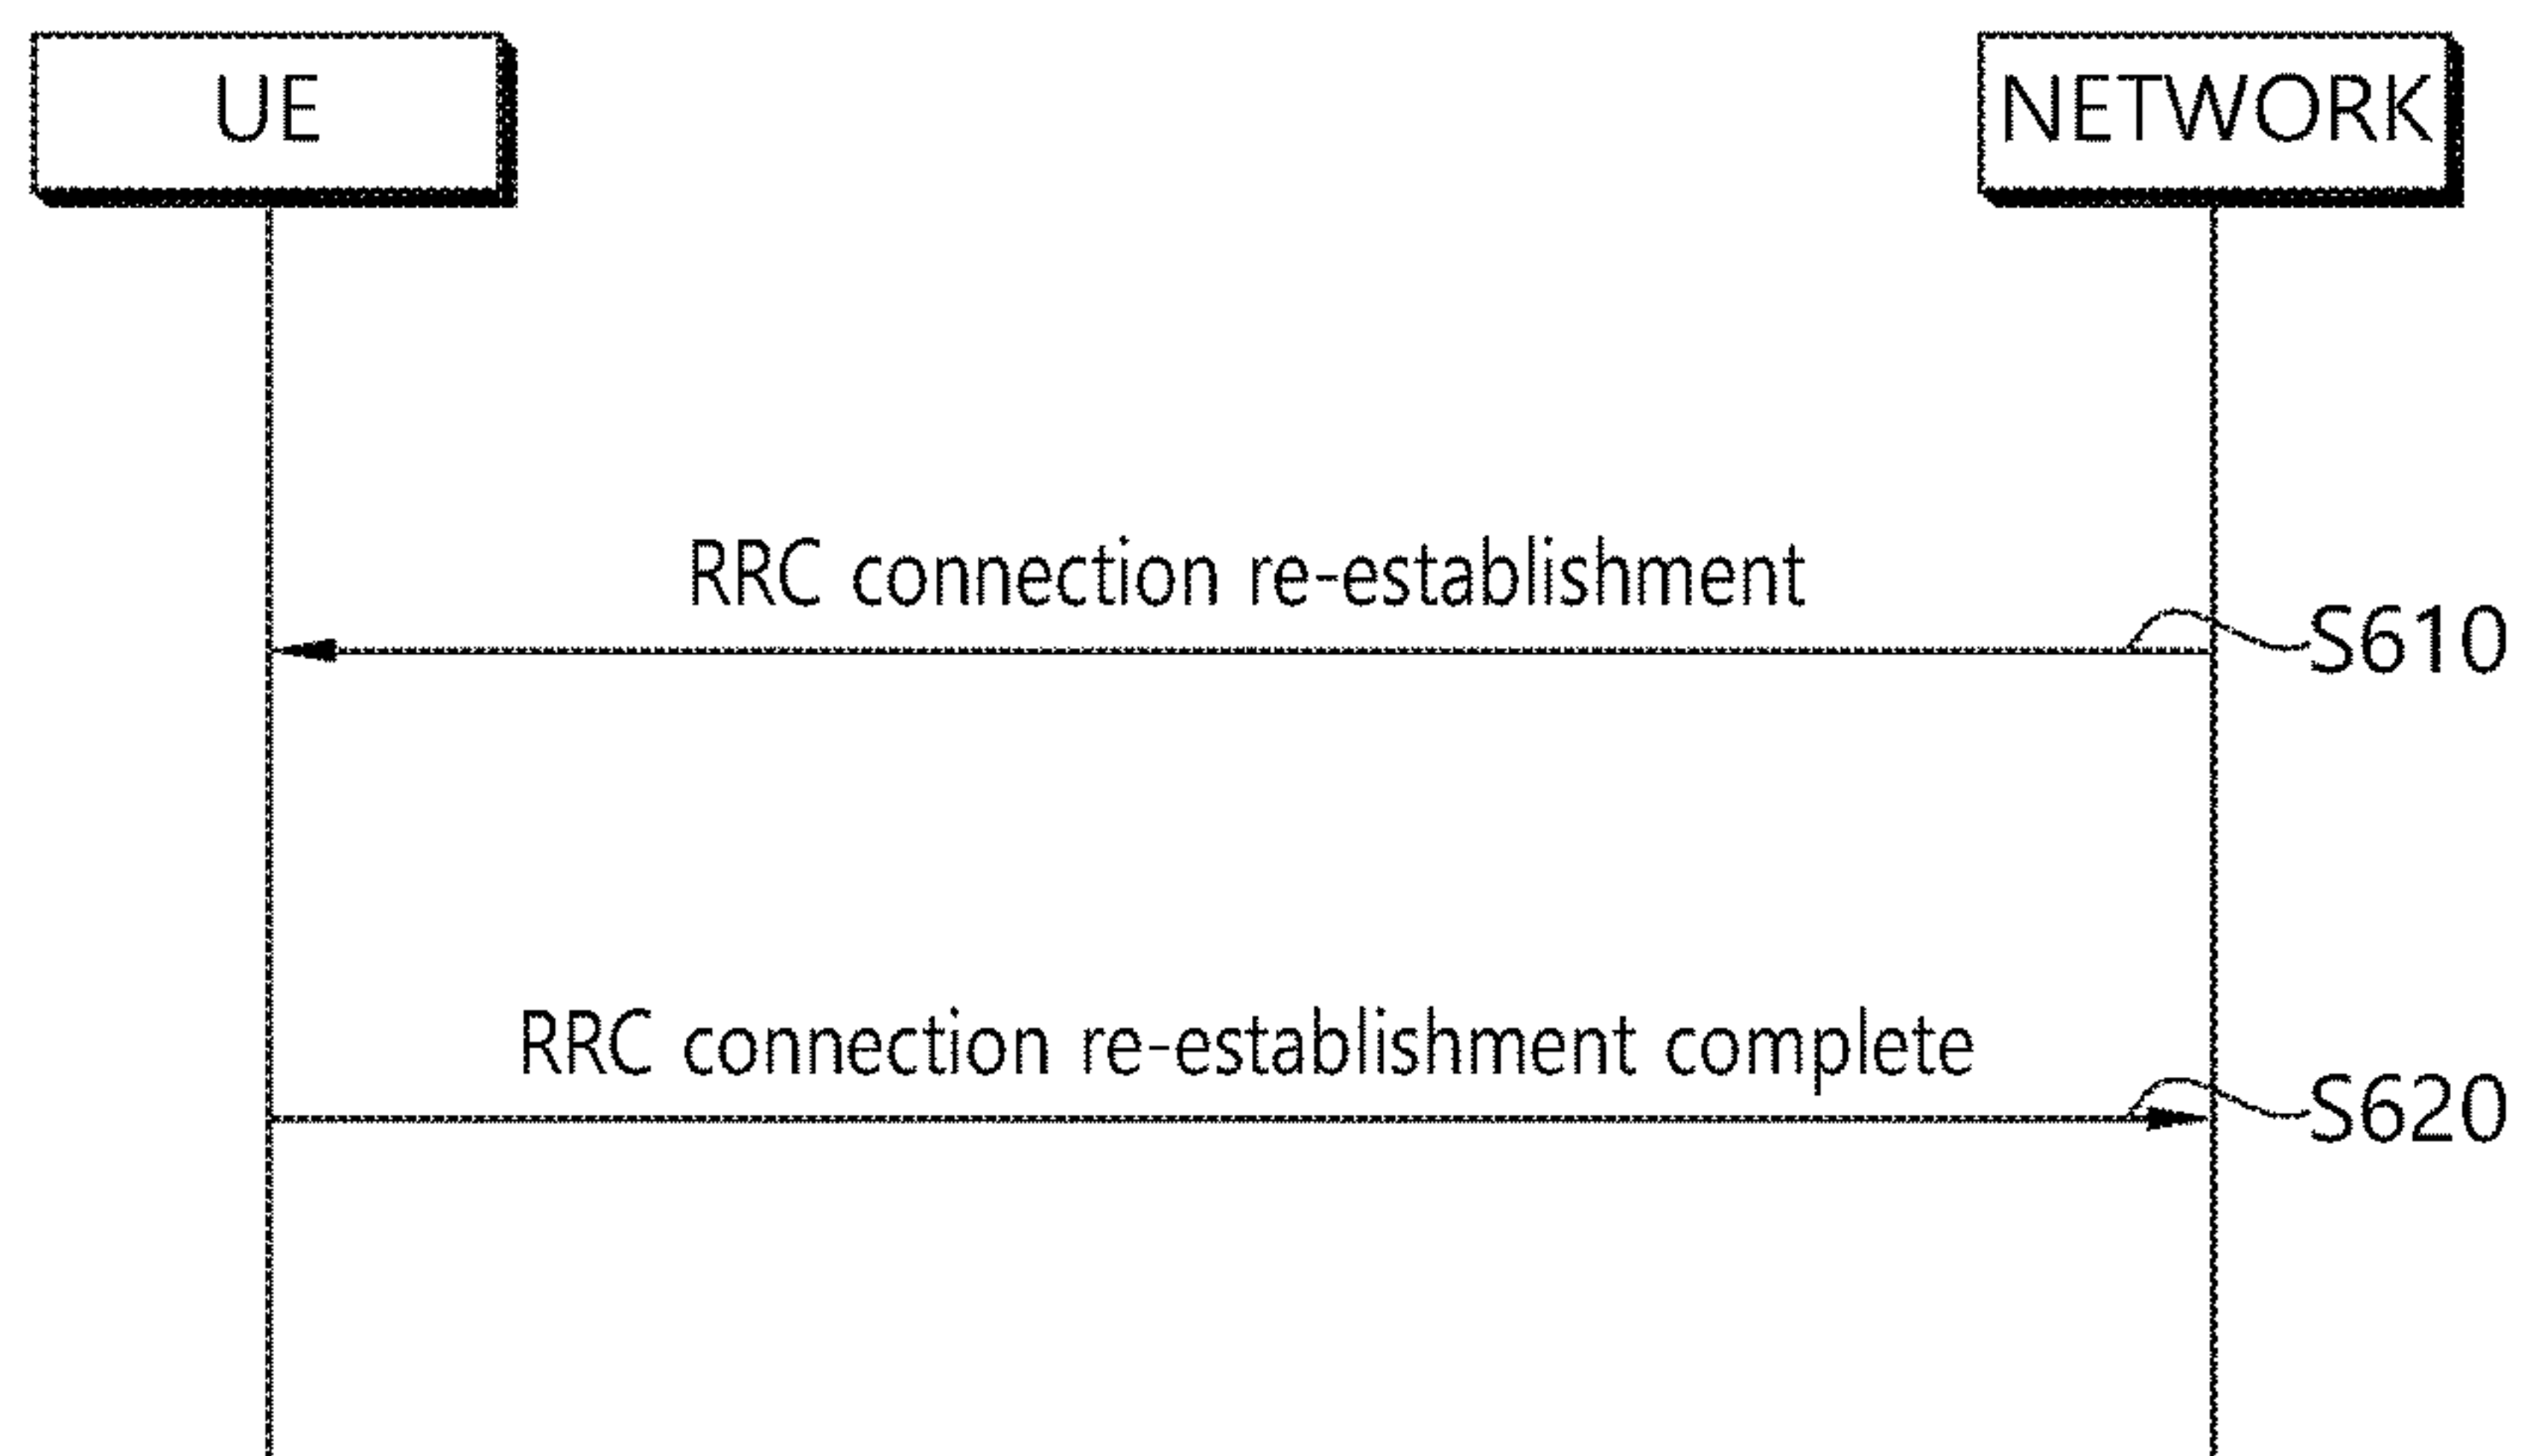 UE
NETWORK
RRC connection re-establishment
S610
RRC connection re-establishment complete
S620